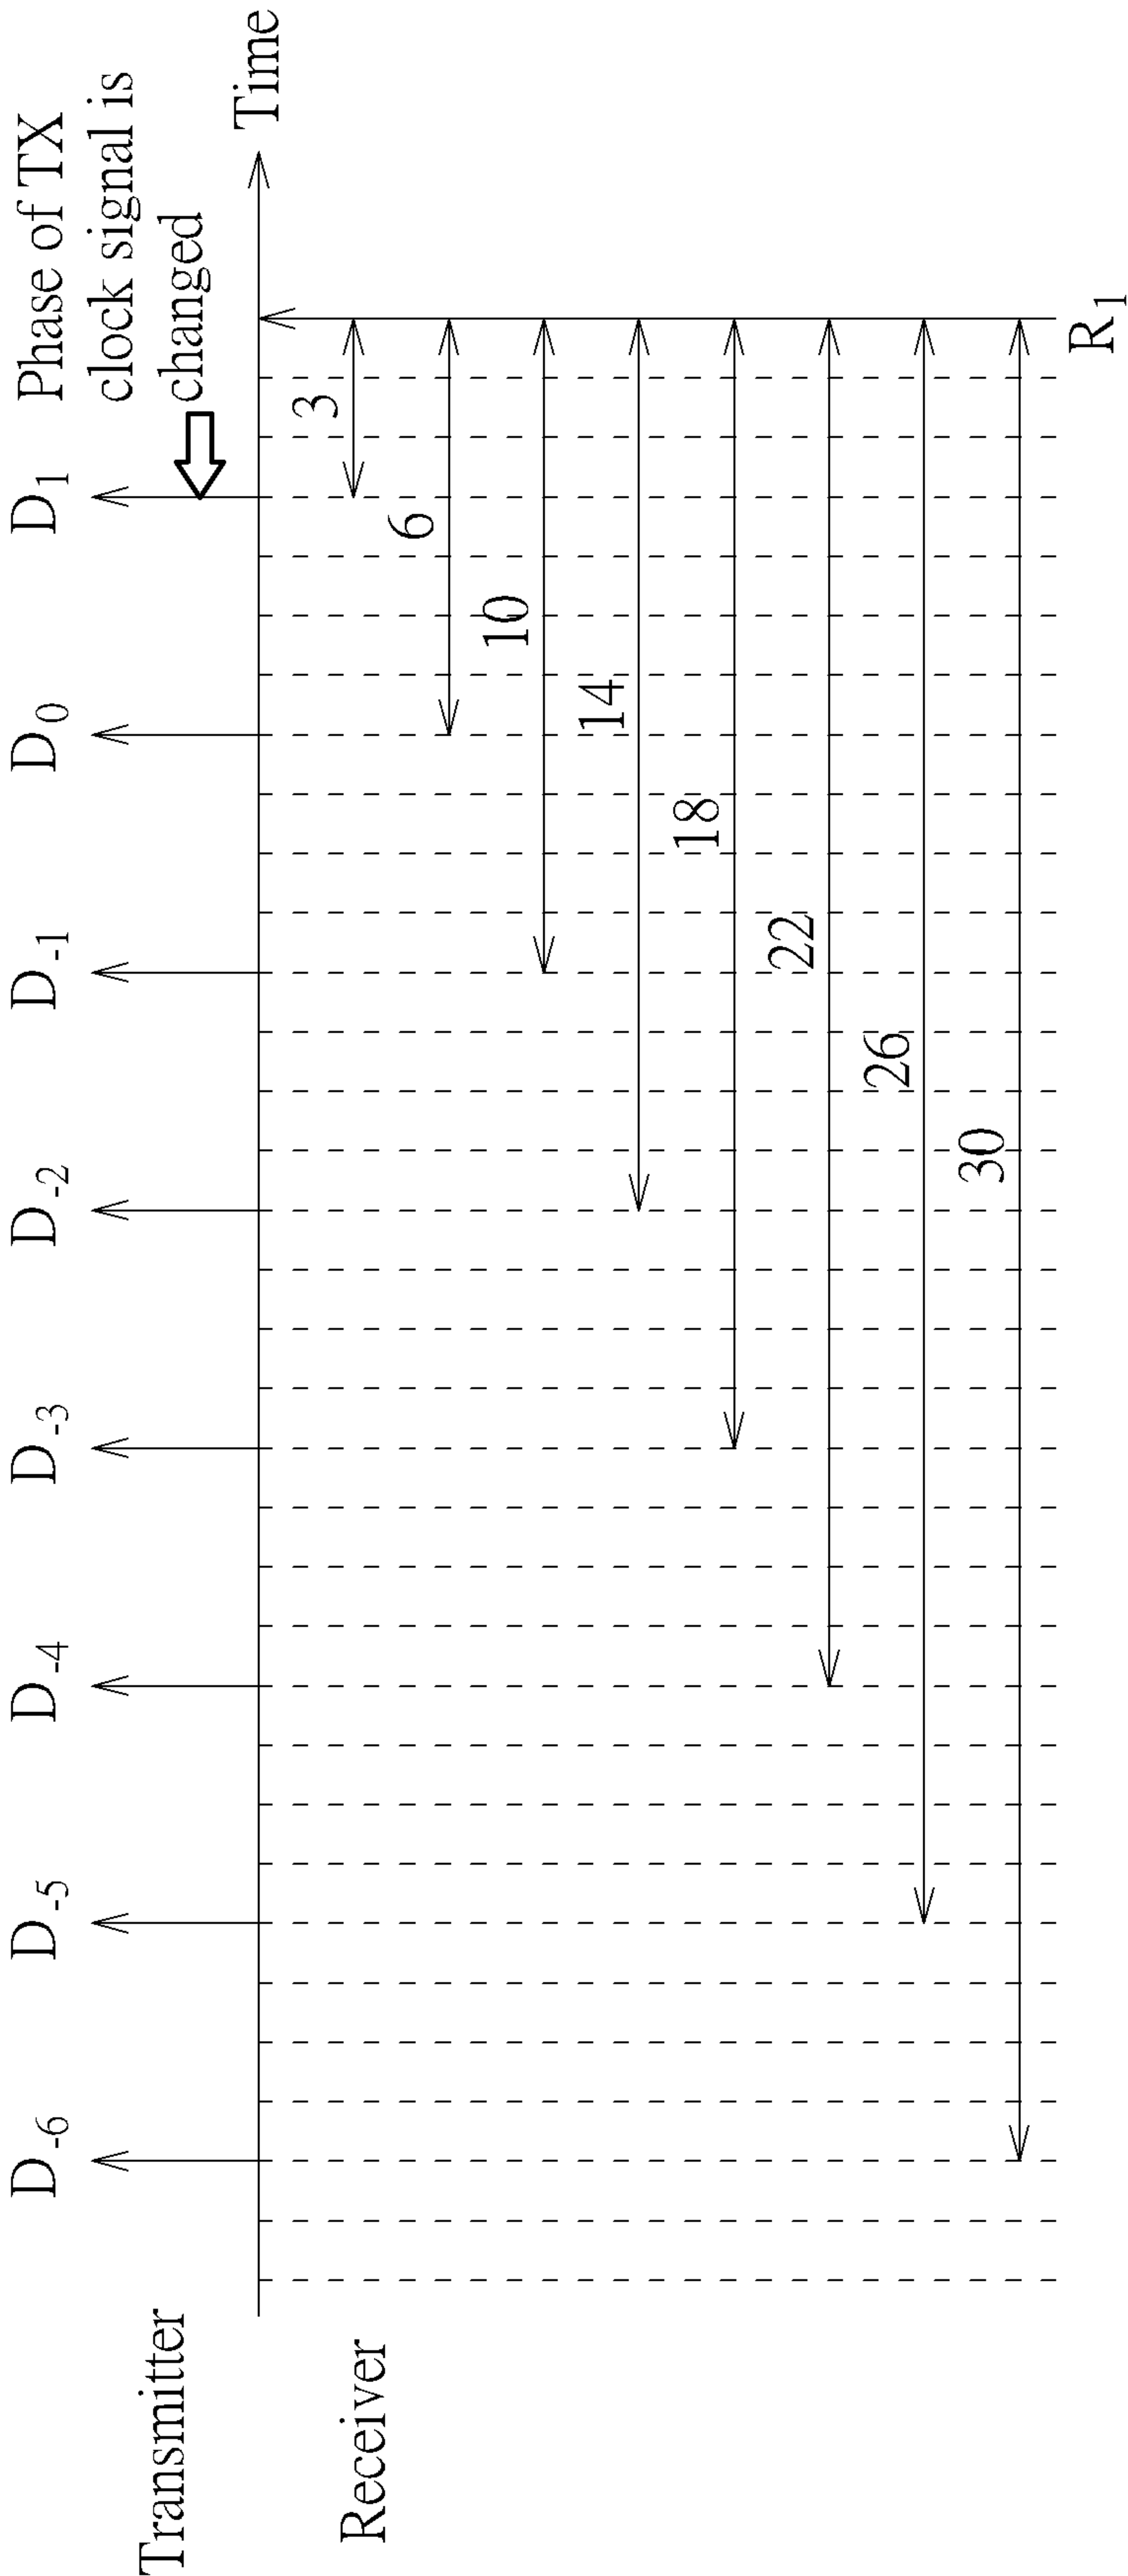 Transmitter
D-6
D-5
D-4
D-3
D-2
D-1
D0
D1
Phase of TX
clock signal is
changed
Time
Receiver
3
6
10
14
18
22
26
30
R1